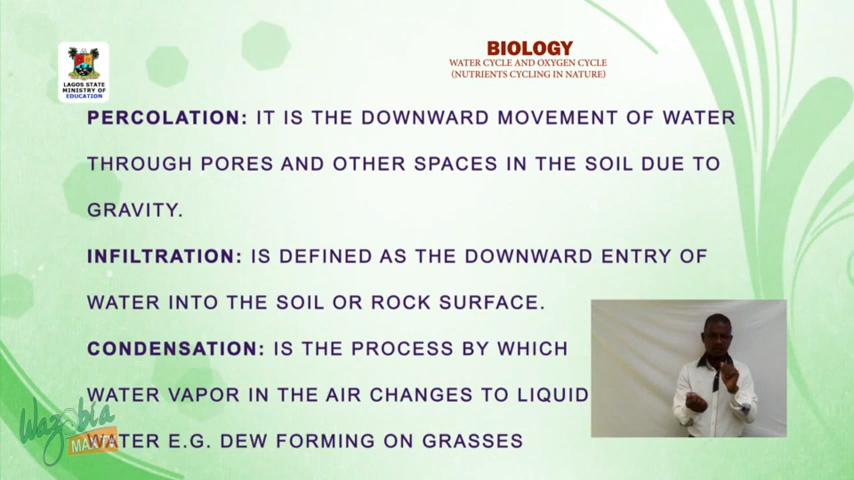 BIOLOGY
WATER CYCLE AND OXYGEN CYCLE
(NUTRIENTS CYCLING IN NATURE)
LAGOS STATE
MINISTRY OF
EDUCATION
PERCOLATION: IT IS THE DOWNWARD MOVEMENT OF WATER
THROUGH PORES AND OTHER SPACES IN THE SOIL DUE TO
GRAVITY.
INFILTRATION: IS DEFINED AS THE DOWNWARD ENTRY OF
WATER INTO THE SOIL OR ROCK SURFACE.
CONDENSATION: IS THE PROCESS BY WHICH
WATER VAPOR IN THE AIR CHANGES TO LIQUID
WATER E.G. DEW FORMING ON GRASSES
Wazobia
MAX TV